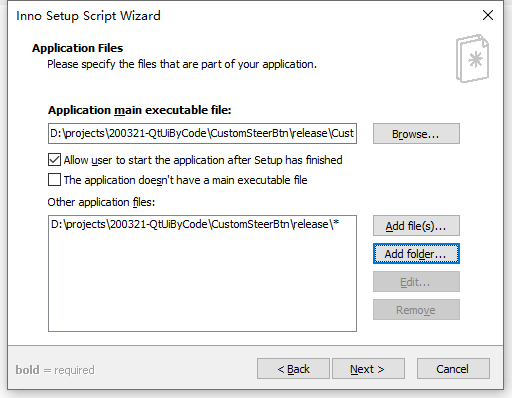 Inno Setup Script Wizard
Application Files
Please specify the files that are part of your application.
Application main executable file:
D:\projects\200321-QtUiByCode\CustomSteerBtn\release\Cust
Browse...
Allow user to start the application after Setup has finished
The application doesn't have a main executable file
Other application files:
D:\projects\200321-QtUiByCode\CustomSteerBtn\release\*
Add file(s)...
Add folder...
Edit...
Remove
bold = required
< Back
Next >
Cancel